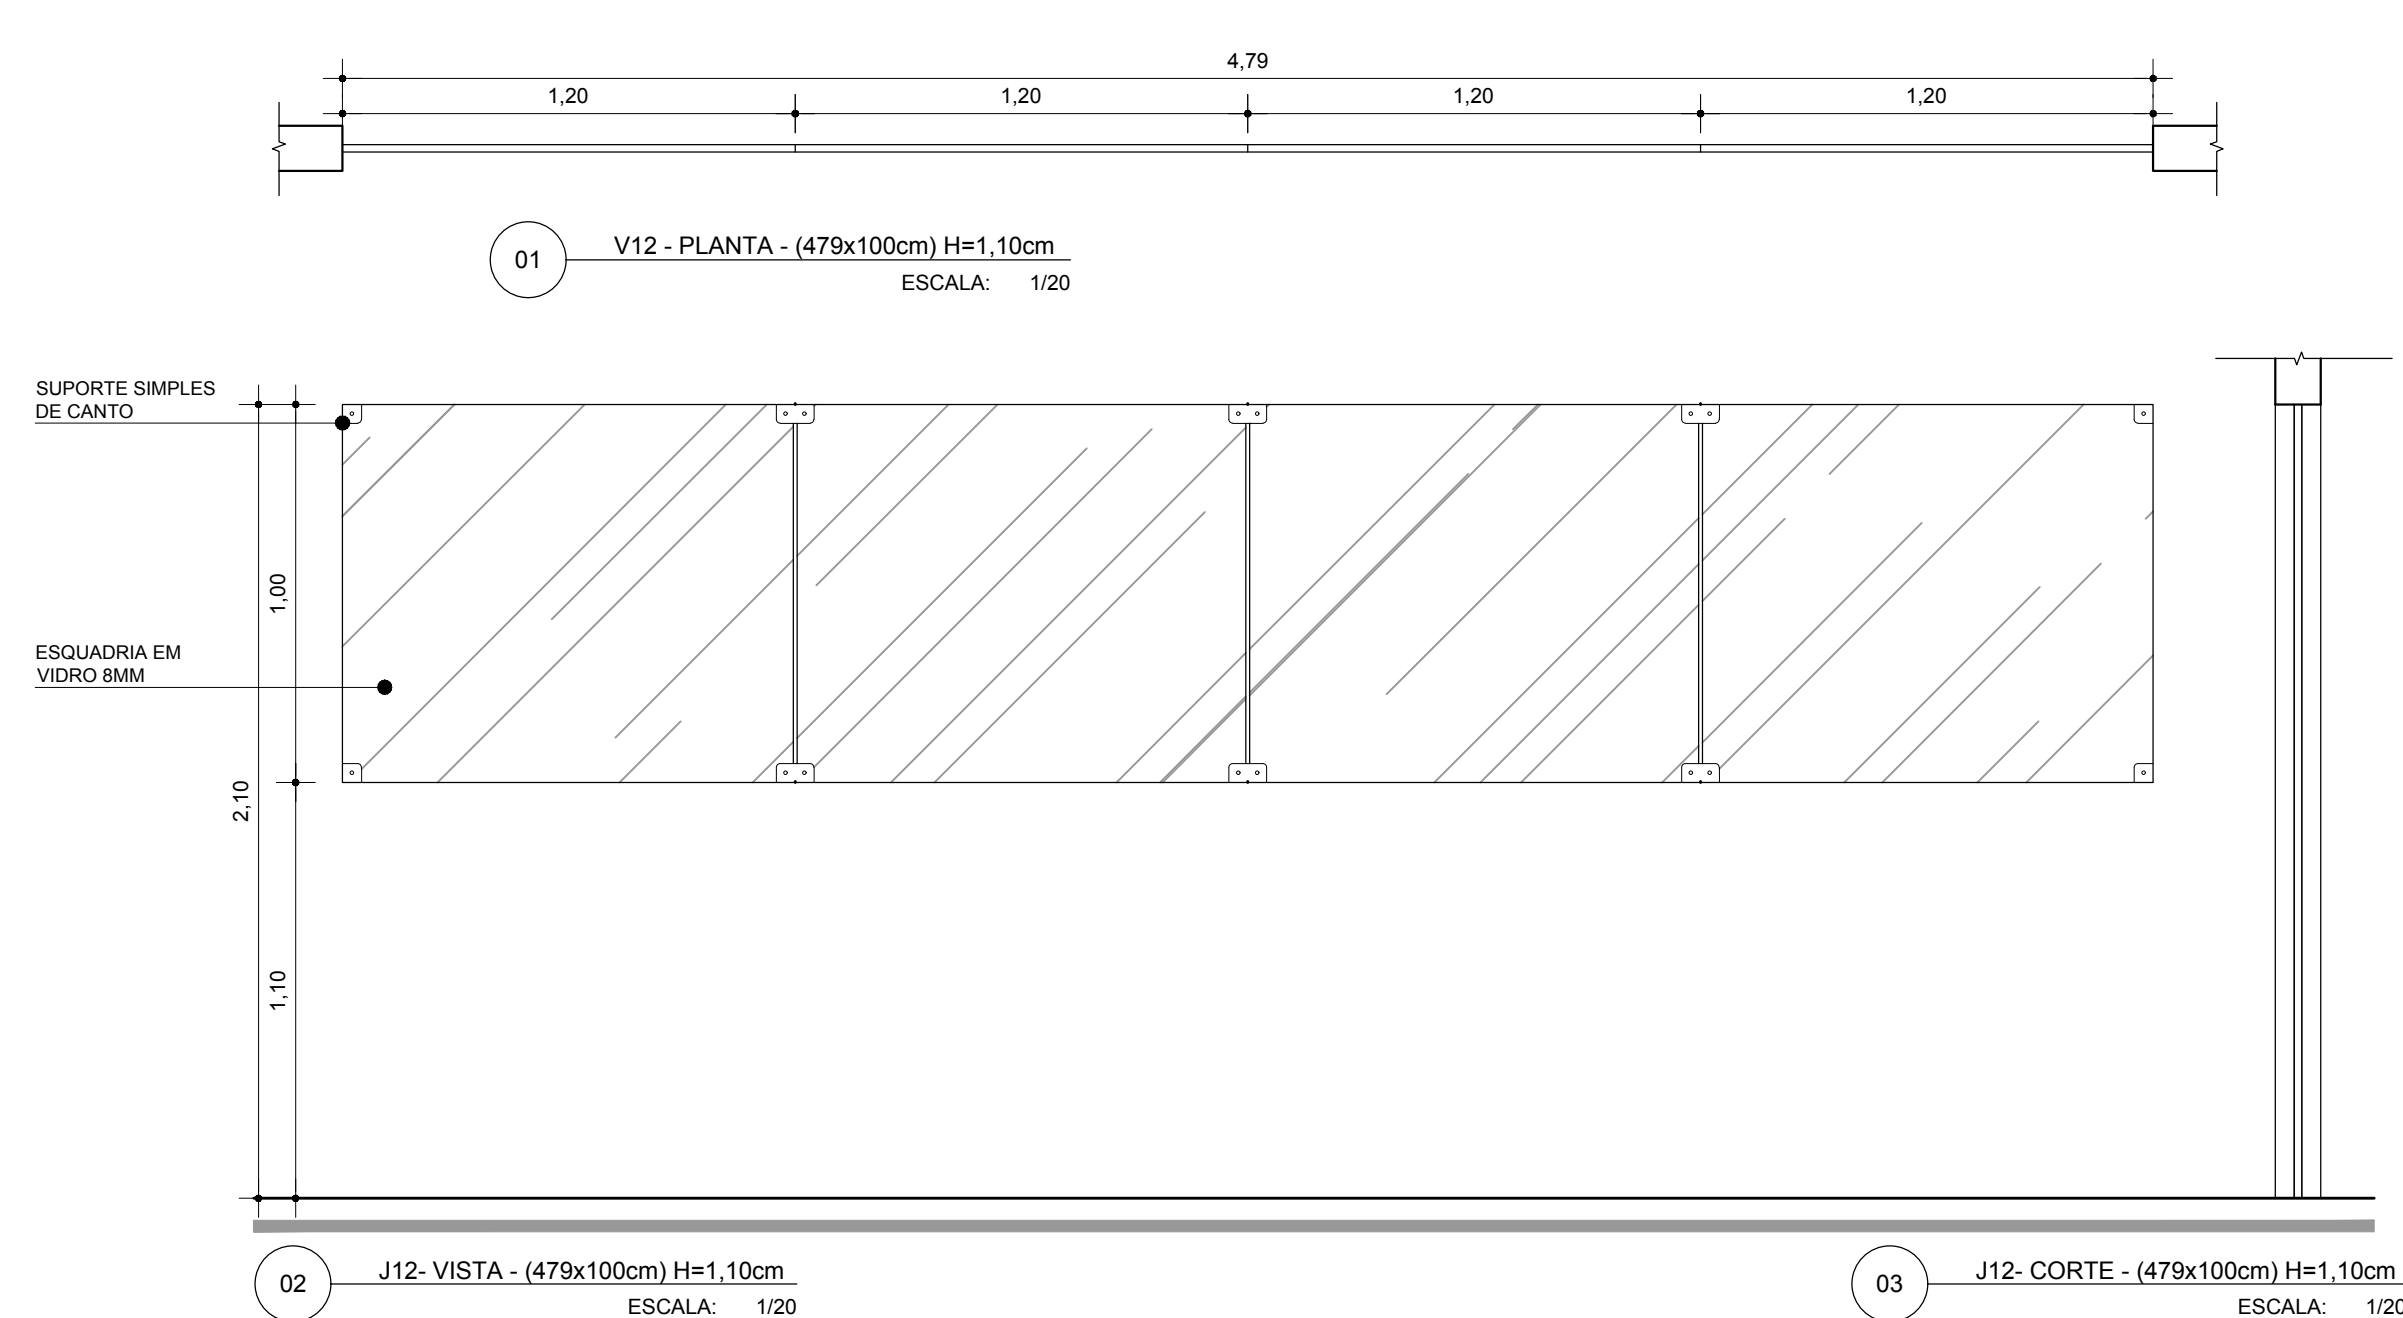 4,79
1,20
1,20
1,20
1,20
01
V12 - PLANTA - (479x100cm) H=1,10cm
ESCALA: 1/20
SUPORTE SIMPLES
DE CANTO
1,00
ESQUADRIA EM
VIDRO 8MM
2,10
1,10
02
J12- VISTA - (479x100cm) H=1,10cm
ESCALA: 1/20
03
J12- CORTE - (479x100cm) H=1,10cm
ESCALA: 1/20